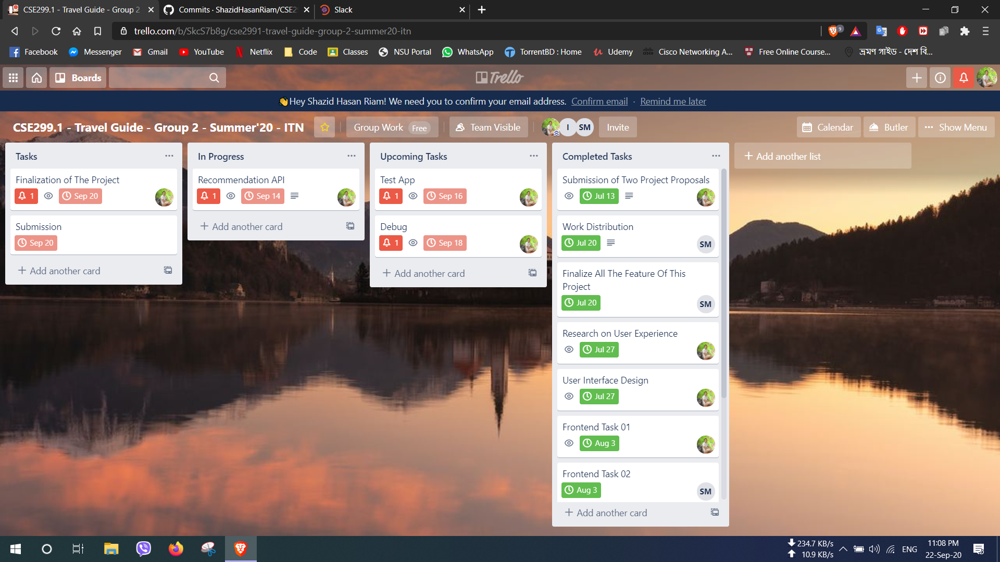 CSE299.1 - Travel Guide - Group 2
Commits · ShazidHasanRiam/CSE29
Slack
trello.com/b/SkcS7b8g/cse2991-travel-guide-group-2-summer20-itn
9
Facebook
Messenger
Gmail
YouTube
Netflix
Code
Classes
NSU Portal
WhatsApp
TorrentBD : Home
Udemy
Cisco Networking A...
Free Online Course...
ভ্রমণ গাইড - দেশ বি...
Boards
Trello
Hey Shazid Hasan Riam! We need you to confirm your email address. Confirm email · Remind me later
CSE299.1 - Travel Guide - Group 2 - Summer'20 - ITN
Group Work Free
Team Visible
I
SM
Invite
Calendar
Butler
Show Menu
Tasks
Finalization of The Project
1
Sep 20
Submission
Sep 20
Add another card
In Progress
Recommendation API
1
Sep 14
Add another card
Upcoming Tasks
Test App
1
Sep 16
Debug
1
Sep 18
Add another card
Completed Tasks
Submission of Two Project Proposals
Jul 13
Work Distribution
Jul 20
SM
Finalize All The Feature Of This
Project
Jul 20
SM
Research on User Experience
Jul 27
User Interface Design
Jul 27
Frontend Task 01
Aug 3
Frontend Task 02
Aug 3
SM
Add another card
Add another list
234.7 KB/s
10.9 KB/s
ENG
11:08 PM
22-Sep-20